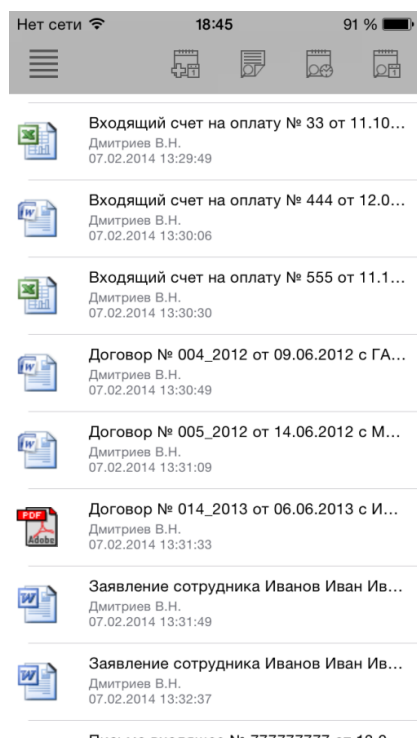 Нет сети 18:45 91 %
Входящий счет на оплату № 33 от 11.10...
Дмитриев В.Н.
07.02.2014 13:29:49
Входящий счет на оплату № 444 от 12.0...
Дмитриев В.Н.
07.02.2014 13:30:06
Входящий счет на оплату № 555 от 11.1...
Дмитриев В.Н.
07.02.2014 13:30:30
Договор № 004_2012 от 09.06.2012 с ГА...
Дмитриев В.Н.
07.02.2014 13:30:49
Договор № 005_2012 от 14.06.2012 с М...
Дмитриев В.Н.
07.02.2014 13:31:09
PDF
Adobe
Договор № 014_2013 от 06.06.2013 с И...
Дмитриев В.Н.
07.02.2014 13:31:33
Заявление сотрудника Иванов Иван Ив...
Дмитриев В.Н.
07.02.2014 13:31:49
Заявление сотрудника Иванов Иван Ив...
Дмитриев В.Н.
07.02.2014 13:32:37